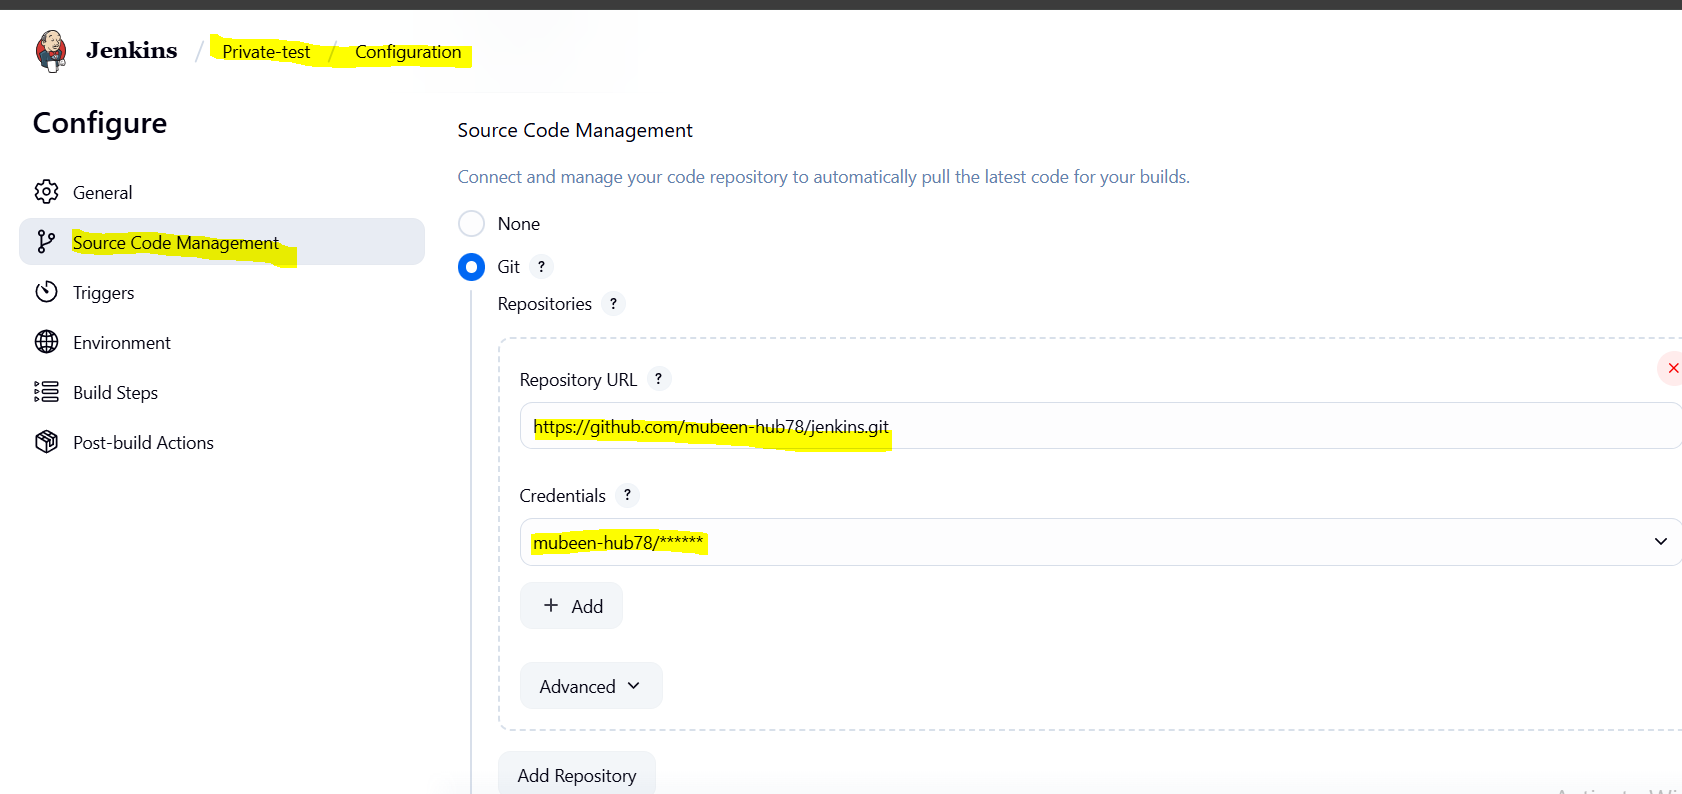 Jenkins / Private-test / Configuration
Configure
General
Source Code Management
Triggers
Environment
Build Steps
Post-build Actions
Source Code Management
Connect and manage your code repository to automatically pull the latest code for your builds.
None
Git ?
Repositories ?
Repository URL ?
https://github.com/mubeen-hub78/jenkins.git
Credentials ?
mubeen-hub78/******
+ Add
Advanced
Add Repository